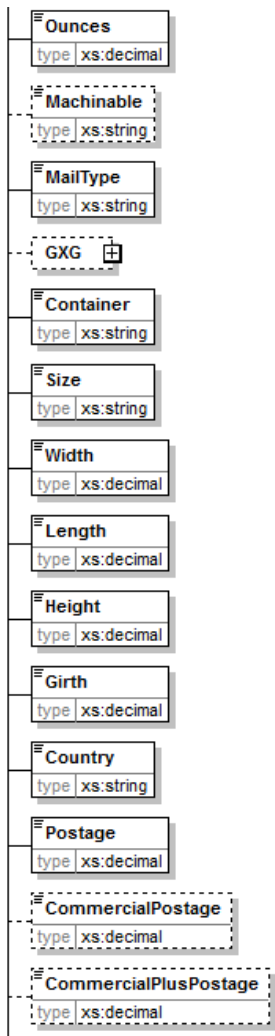 Ounces
type xs:decimal
Machinable
type xs:string
MailType
type xs:string
GXG
Container
type xs:string
Size
type xs:string
Width
type xs:decimal
Length
type xs:decimal
Height
type xs:decimal
Girth
type xs:decimal
Country
type xs:string
Postage
type xs:decimal
CommercialPostage
type xs:decimal
CommercialPlusPostage
type xs:decimal